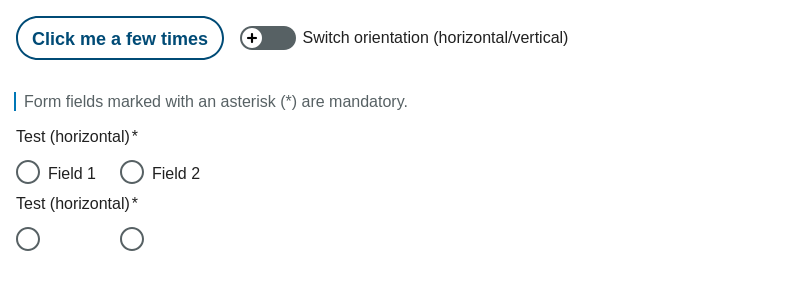 Click me a few times
Switch orientation (horizontal/vertical)
Form fields marked with an asterisk (*) are mandatory.
Test (horizontal)*
Field 1 Field 2
Test (horizontal)*